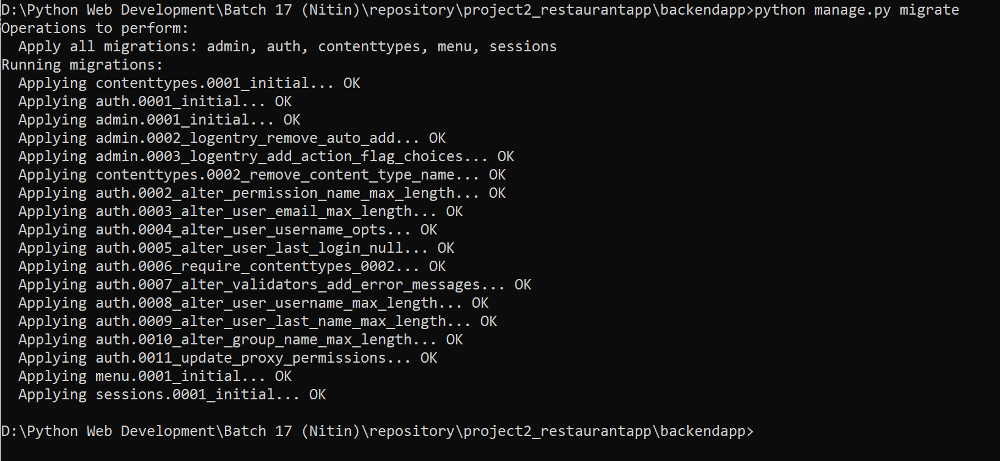 D:\Python Web Development\Batch 17 (Nitin)\repository\project2_restaurantapp\backendapp>python manage.py migrate
Operations to perform:
  Apply all migrations: admin, auth, contenttypes, menu, sessions
Running migrations:
  Applying contenttypes.0001_initial... OK
  Applying auth.0001_initial... OK
  Applying admin.0001_initial... OK
  Applying admin.0002_logentry_remove_auto_add... OK
  Applying admin.0003_logentry_add_action_flag_choices... OK
  Applying contenttypes.0002_remove_content_type_name... OK
  Applying auth.0002_alter_permission_name_max_length... OK
  Applying auth.0003_alter_user_email_max_length... OK
  Applying auth.0004_alter_user_username_opts... OK
  Applying auth.0005_alter_user_last_login_null... OK
  Applying auth.0006_require_contenttypes_0002... OK
  Applying auth.0007_alter_validators_add_error_messages... OK
  Applying auth.0008_alter_user_username_max_length... OK
  Applying auth.0009_alter_user_last_name_max_length... OK
  Applying auth.0010_alter_group_name_max_length... OK
  Applying auth.0011_update_proxy_permissions... OK
  Applying menu.0001_initial... OK
  Applying sessions.0001_initial... OK
D:\Python Web Development\Batch 17 (Nitin)\repository\project2_restaurantapp\backendapp>